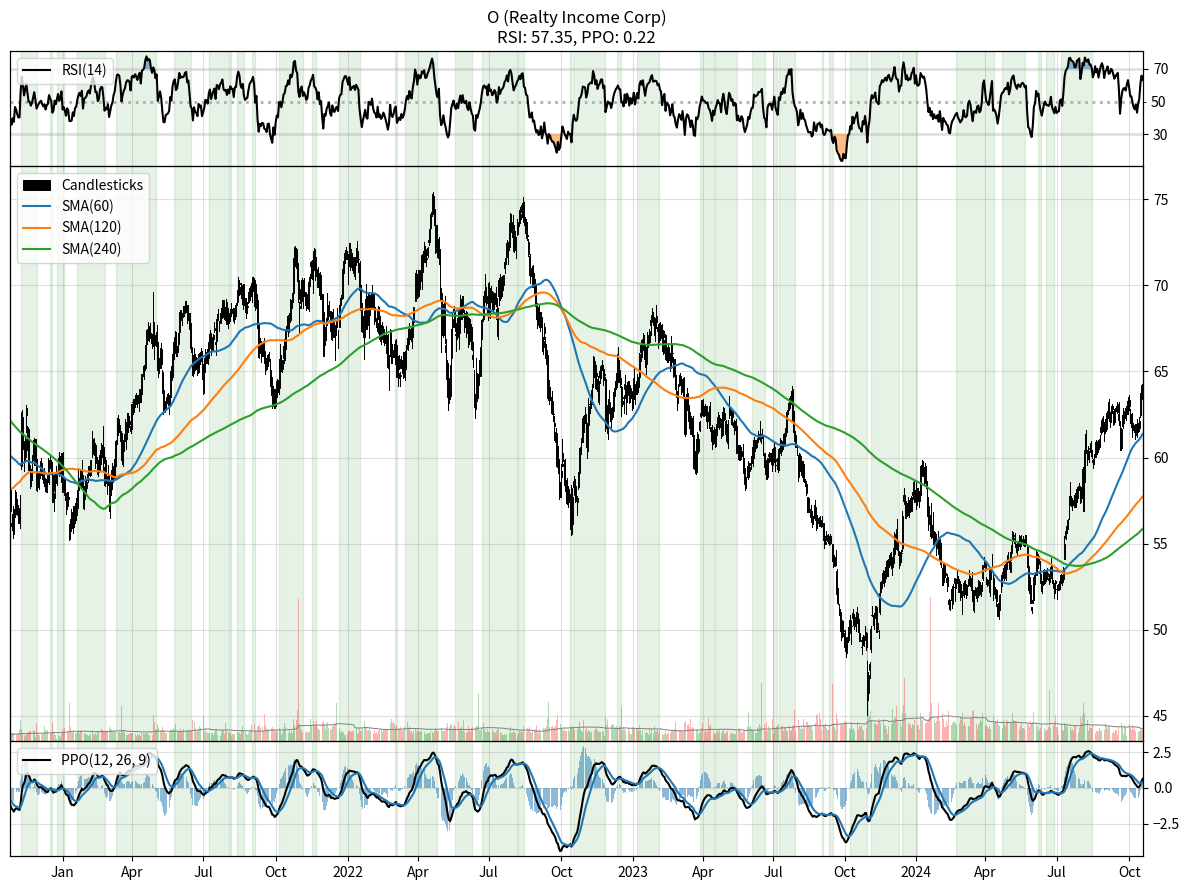 O (Realty Income Corp)
RSI: 57.35, PPO: 0.22
RSI(14)
70
50
30
Candlesticks
SMA(60)
SMA(120)
SMA(240)
75
70
65
60
55
50
45
PPO(12, 26, 9)
2.5
0.0
−2.5
Jan Apr Jul Oct 2022 Apr Jul Oct 2023 Apr Jul Oct 2024 Apr Jul Oct